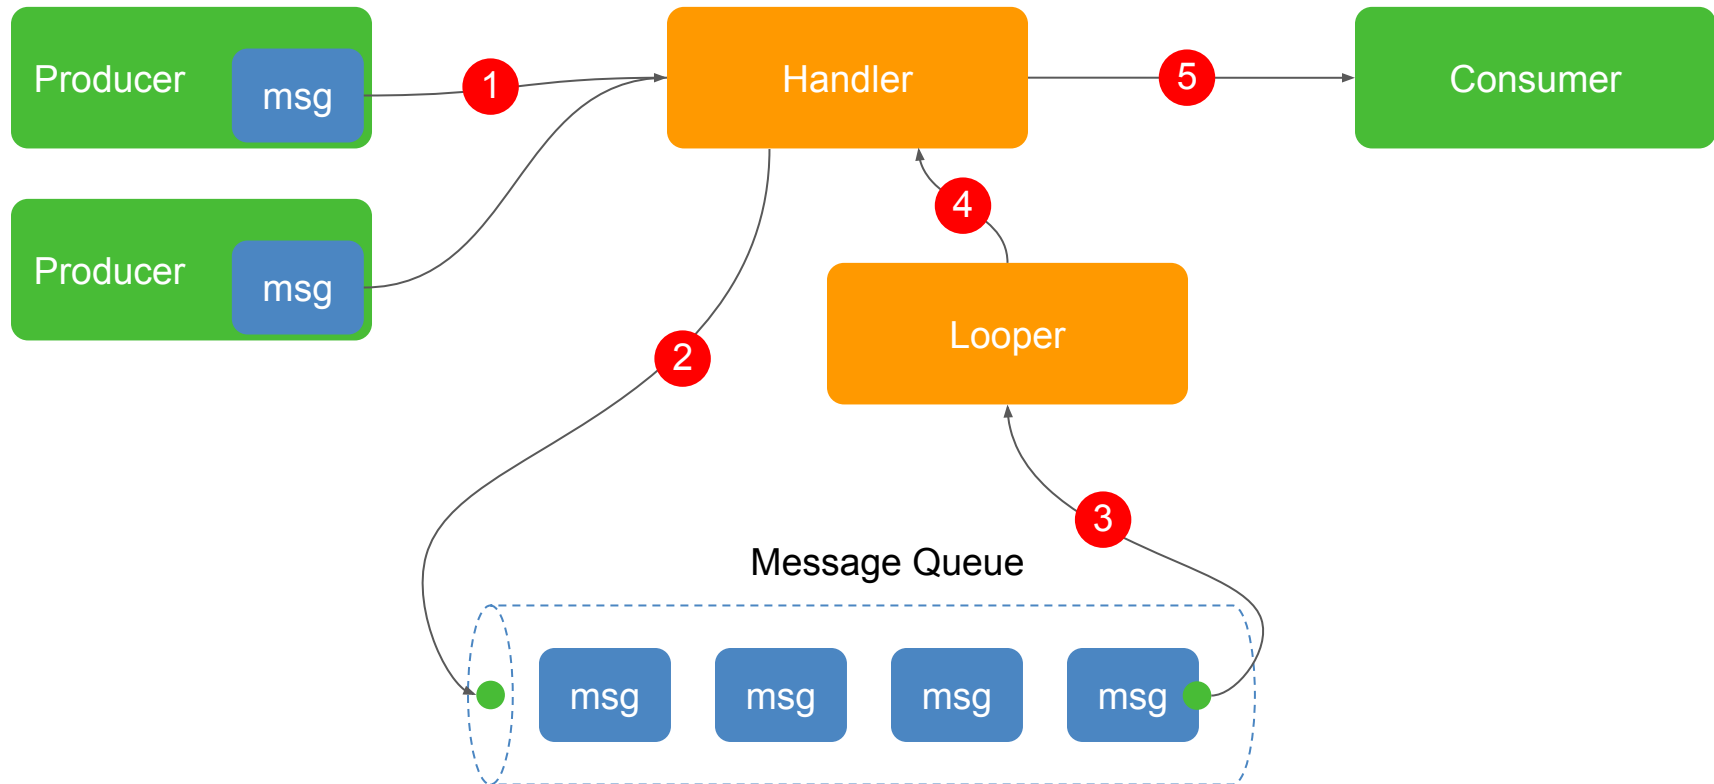 Producer
msg
1
Handler
5
Consumer
Producer
msg
4
2
Looper
3
Message Queue
msg
msg
msg
msg